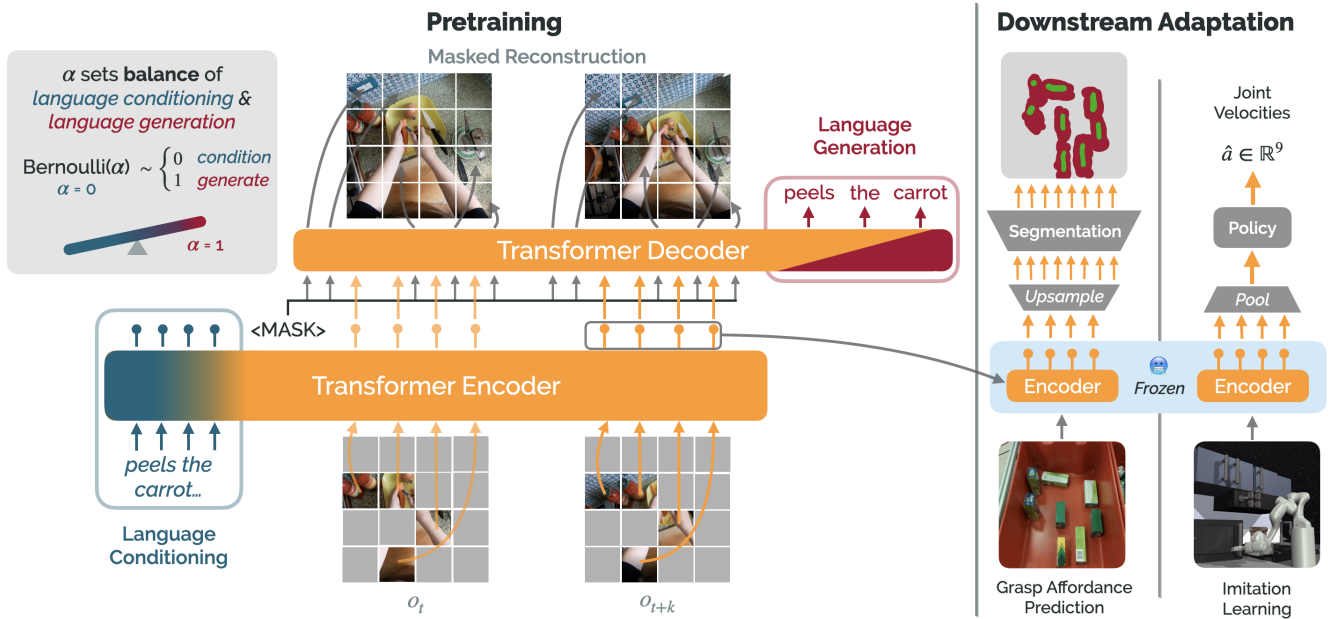 Pretraining
Masked Reconstruction
α sets balance of
language conditioning &
language generation
Bernoulli(α) ~ { 0 condition
1 generate
α = 0
α = 1
Language
Generation
peels the carrot
Transformer Decoder
<MASK>
Transformer Encoder
peels the
carrot...
Language
Conditioning
oₜ
oₜ₊ₖ
Downstream Adaptation
Segmentation
Upsample
Encoder
Grasp Affordance
Prediction
Joint
Velocities
â ∈ ℝ⁹
Policy
Pool
Frozen
Encoder
Imitation
Learning